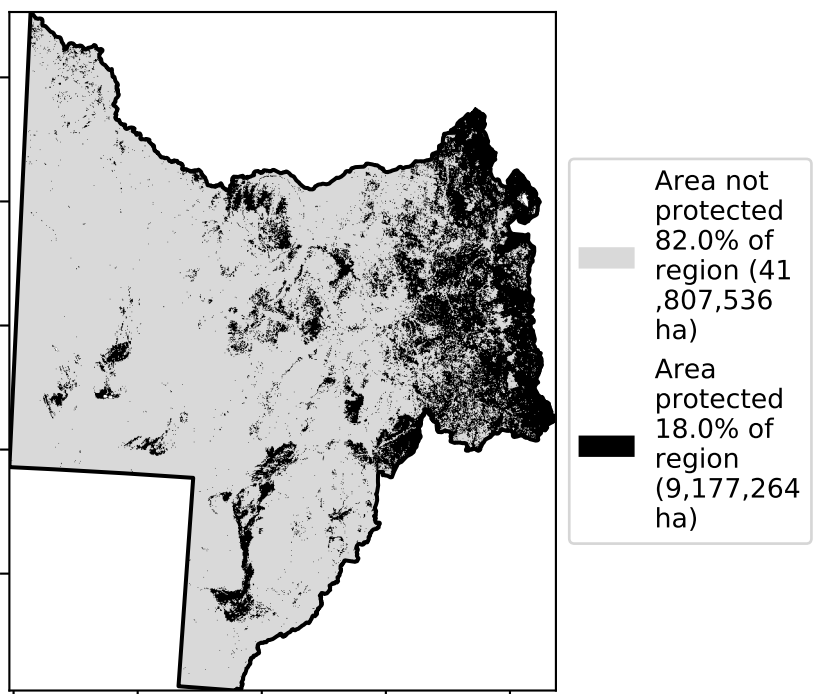 Area not
protected
82.0% of
region (41
,807,536
ha)
Area
protected
18.0% of
region
(9,177,264
ha)